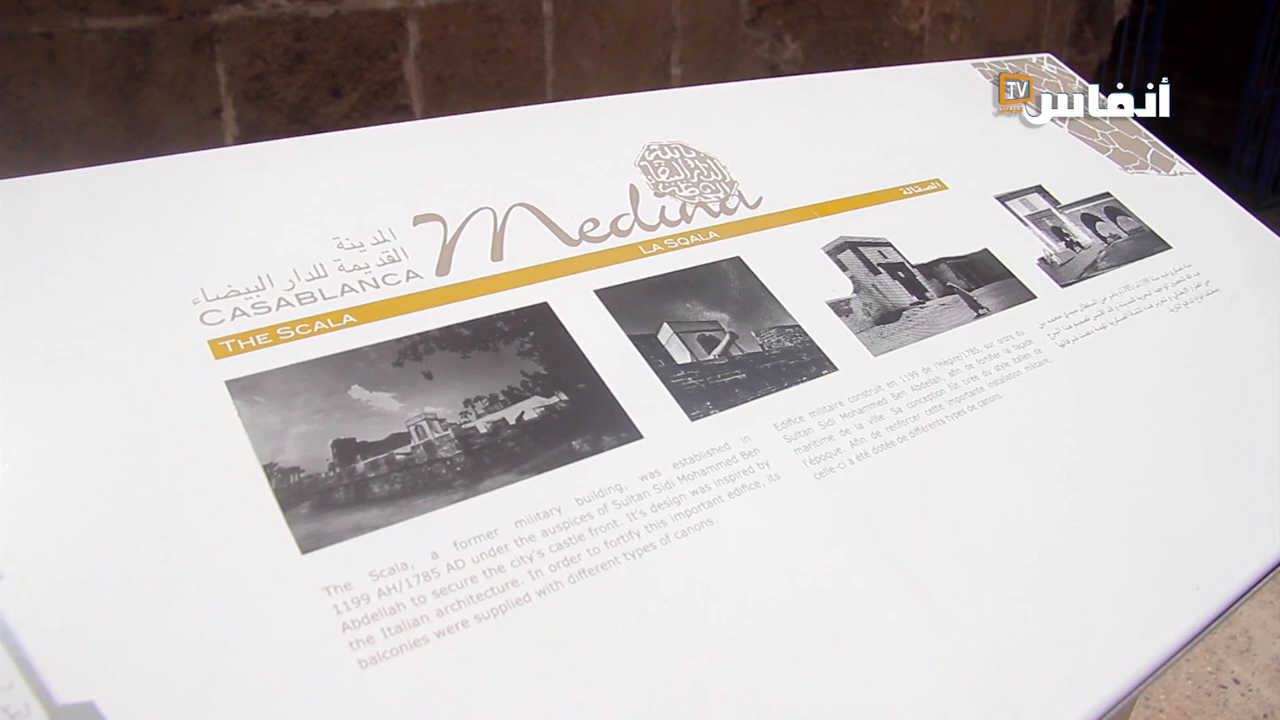 TV
أنفاس
المدينة
القديمة للدار البيضاء
CASABLANCA
Medina
THE SCALA
LA SQALA
الصقالة
The Scala, a former military building, was established in
1199 AH/1785 AD under the auspices of Sultan Sidi Mohammed Ben
Abdellah to secure the city's castle front. It's design was inspired by
the Italian architecture. In order to fortify this important edifice, its
balconies were supplied with different types of canons.
Edifice militaire construit en 1199 de l'hégire/1785, sur ordre du
Sultan Sidi Mohammed Ben Abdellah, afin de fortifier la façade
maritime de la ville. Sa conception fût tirée du style italien de
l'époque. Afin de renforcer cette importante installation militaire,
celle-ci a été dotée de différents types de canons.